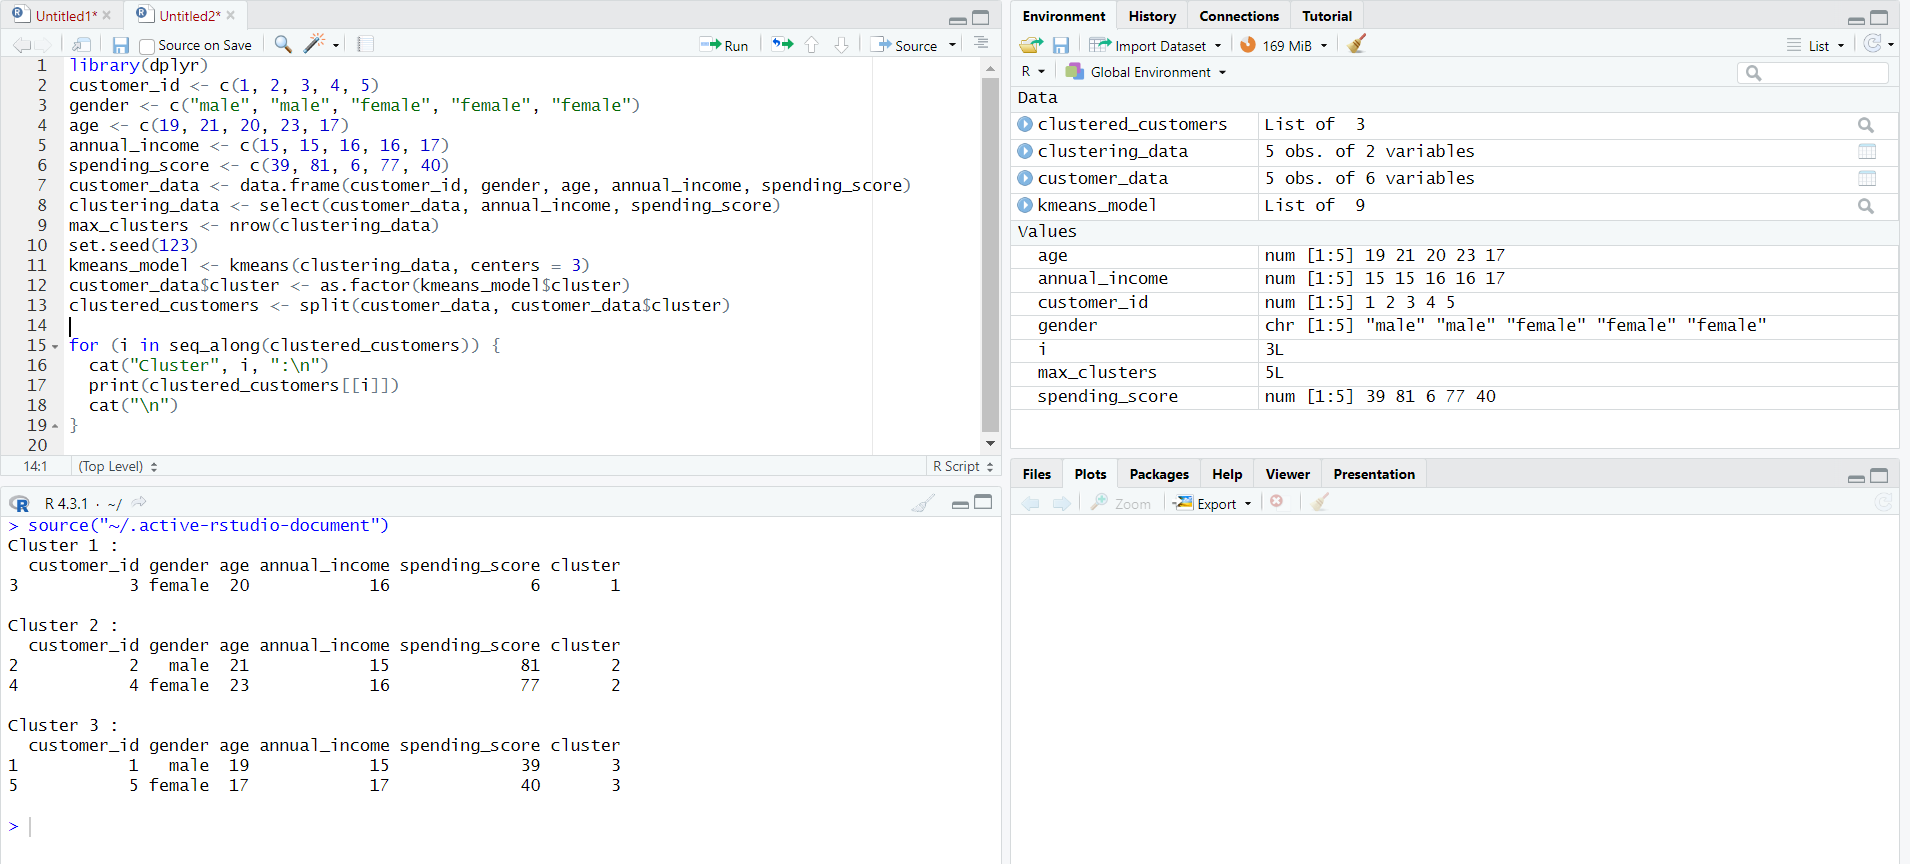 Untitled1* Untitled2*
Source on Save Run Source
1 library(dplyr)
2 customer_id <- c(1, 2, 3, 4, 5)
3 gender <- c("male", "male", "female", "female", "female")
4 age <- c(19, 21, 20, 23, 17)
5 annual_income <- c(15, 15, 16, 16, 17)
6 spending_score <- c(39, 81, 6, 77, 40)
7 customer_data <- data.frame(customer_id, gender, age, annual_income, spending_score)
8 clustering_data <- select(customer_data, annual_income, spending_score)
9 max_clusters <- nrow(clustering_data)
10 set.seed(123)
11 kmeans_model <- kmeans(clustering_data, centers = 3)
12 customer_data$cluster <- as.factor(kmeans_model$cluster)
13 clustered_customers <- split(customer_data, customer_data$cluster)
14
15 for (i in seq_along(clustered_customers)) {
16   cat("Cluster", i, ":\n")
17   print(clustered_customers[[i]])
18   cat("\n")
19 }
20
14:1 (Top Level) R Script
R R 4.3.1 · ~/
> source("~/.active-rstudio-document")
Cluster 1 :
  customer_id gender age annual_income spending_score cluster
3           3 female  20            16              6       1

Cluster 2 :
  customer_id gender age annual_income spending_score cluster
2           2   male  21            15             81       2
4           4 female  23            16             77       2

Cluster 3 :
  customer_id gender age annual_income spending_score cluster
1           1   male  19            15             39       3
5           5 female  17            17             40       3

>
Environment History Connections Tutorial
Import Dataset 169 MiB List
R Global Environment
Data
clustered_customers List of  3
clustering_data 5 obs. of 2 variables
customer_data 5 obs. of 6 variables
kmeans_model List of  9
Values
age num [1:5] 19 21 20 23 17
annual_income num [1:5] 15 15 16 16 17
customer_id num [1:5] 1 2 3 4 5
gender chr [1:5] "male" "male" "female" "female" "female"
i 3L
max_clusters 5L
spending_score num [1:5] 39 81 6 77 40
Files Plots Packages Help Viewer Presentation
Zoom Export